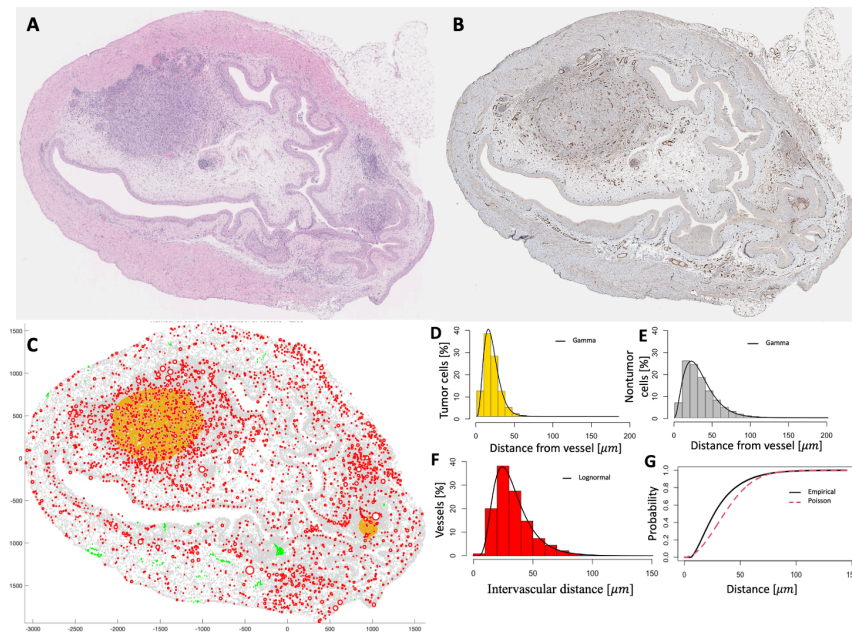 A
B
C
1500
1000
500
0
-500
1000
1500
-3000
-2500
-2000
-1500
-1000
-500
0
500
1000
1500
D
Tumor cells [%]
40
30
20
10
0
Gamma
0
50
100
150
200
Distance from vessel [μm]
E
Nontumor
cells [%]
40
30
20
10
0
Gamma
0
50
100
150
200
Distance from vessel [μm]
F
Vessels [%]
40
30
20
10
0
Lognormal
0
50
100
150
Intervascular distance [μm]
G
Probability
1.0
0.8
0.6
0.4
0.2
0.0
Empirical
Poisson
0
50
100
150
Distance [μm]